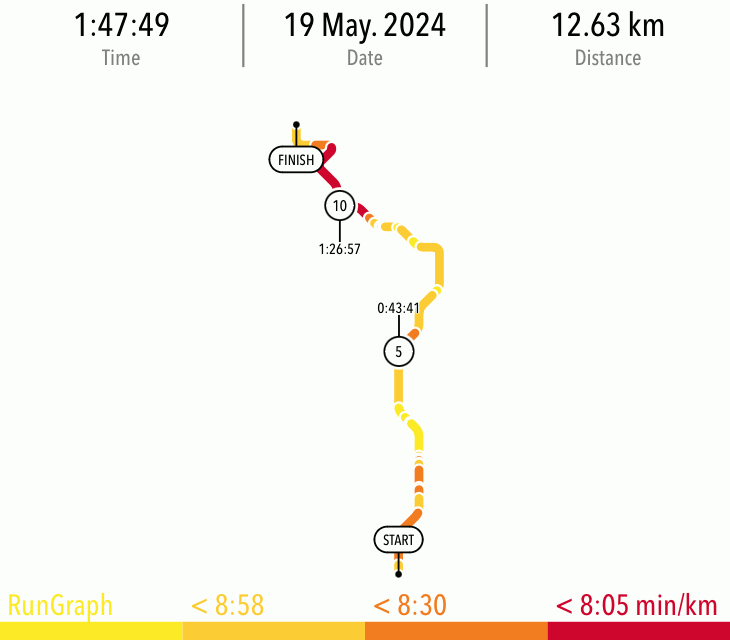 1:47:49
Time
19 May. 2024
Date
12.63 km
Distance
FINISH
10
1:26:57
0:43:41
5
START
RunGraph
< 8:58
< 8:30
< 8:05 min/km